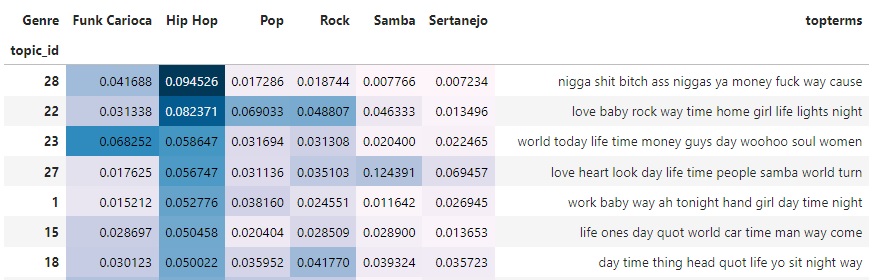 Genre Funk Carioca Hip Hop Pop Rock Samba Sertanejo topterms
topic_id
28 0.041688 0.094526 0.017286 0.018744 0.007766 0.007234 nigga shit bitch ass niggas ya money fuck way cause
22 0.031338 0.082371 0.069033 0.048807 0.046333 0.013496 love baby rock way time home girl life lights night
23 0.068252 0.058647 0.031694 0.031308 0.020400 0.022465 world today life time money guys day woohoo soul women
27 0.017625 0.056747 0.031136 0.035103 0.124391 0.069457 love heart look day life time people samba world turn
1 0.015212 0.052776 0.038160 0.024551 0.011642 0.026945 work baby way ah tonight hand girl day time night
15 0.028697 0.050458 0.020404 0.028509 0.028900 0.013653 life ones day quot world car time man way come
18 0.030123 0.050022 0.035952 0.041770 0.039324 0.035723 day time thing head quot life yo sit night way